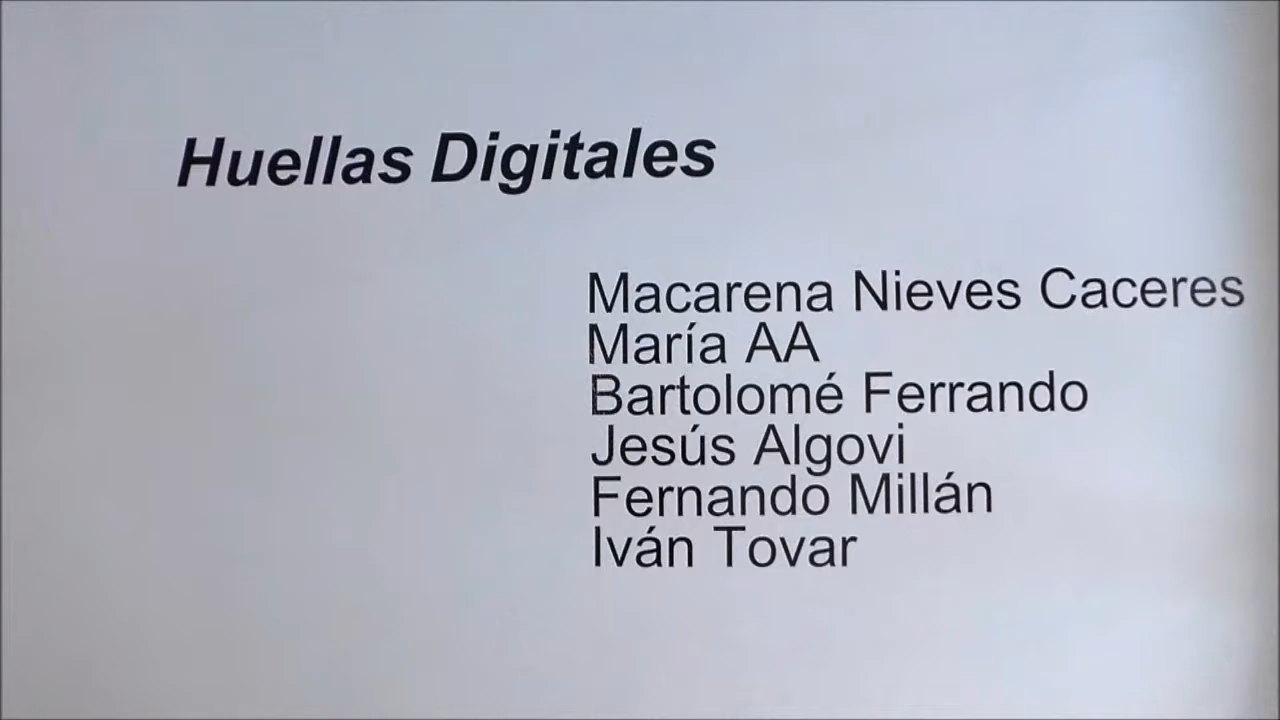 Huellas Digitales
Macarena Nieves Caceres
María AA
Bartolomé Ferrando
Jesús Algovi
Fernando Millán
Iván Tovar